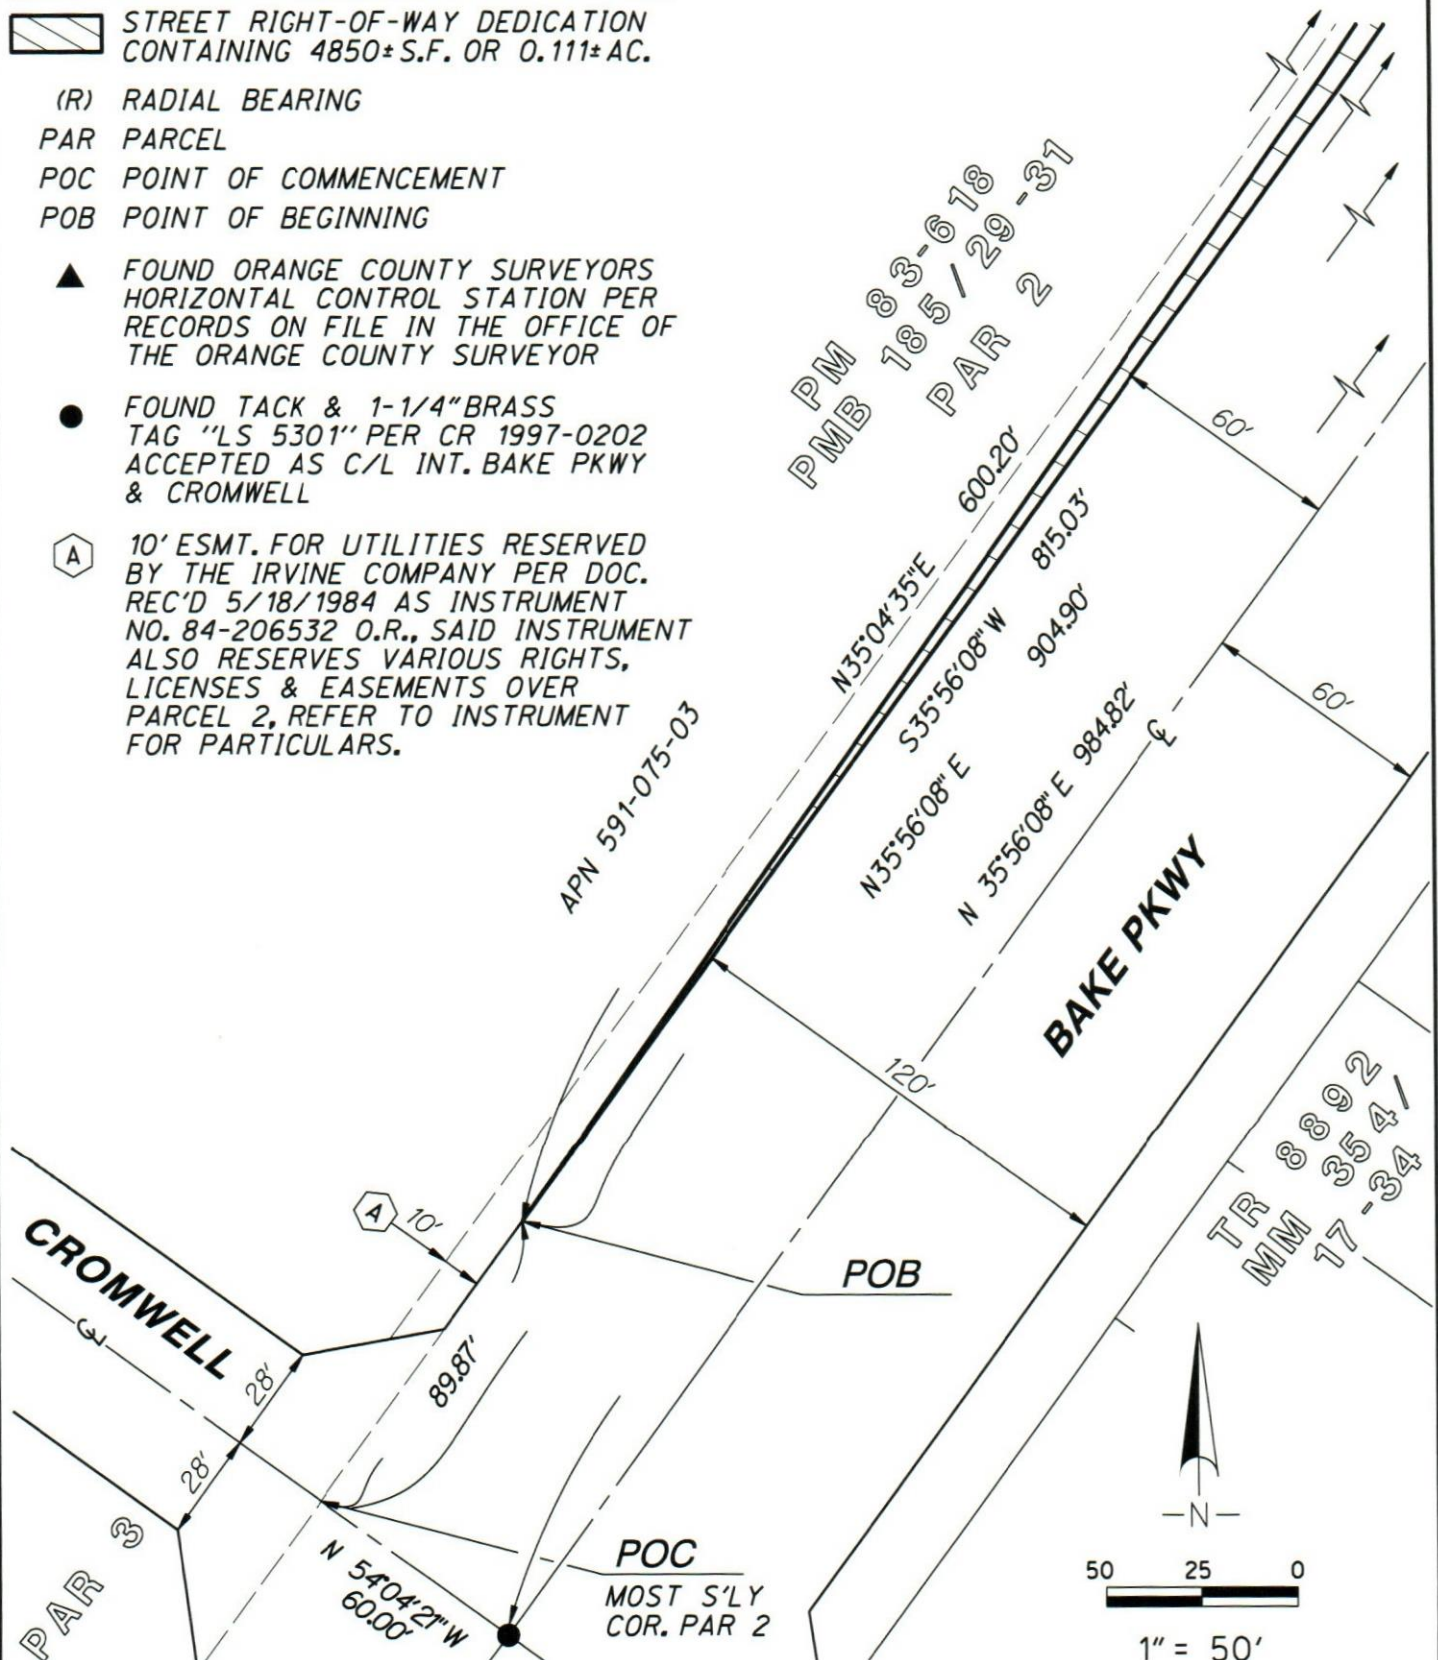 STREET RIGHT-OF-WAY DEDICATION
CONTAINING 4850± S.F. OR 0.111± AC.
(R) RADIAL BEARING
PAR PARCEL
POC POINT OF COMMENCEMENT
POB POINT OF BEGINNING
FOUND ORANGE COUNTY SURVEYORS
HORIZONTAL CONTROL STATION PER
RECORDS ON FILE IN THE OFFICE OF
THE ORANGE COUNTY SURVEYOR
FOUND TACK & 1-1/4" BRASS
TAG "LS 5301" PER CR 1997-0202
ACCEPTED AS C/L INT. BAKE PKWY
& CROMWELL
A 10' ESMT. FOR UTILITIES RESERVED
BY THE IRVINE COMPANY PER DOC.
REC'D 5/18/1984 AS INSTRUMENT
NO. 84-206532 O.R., SAID INSTRUMENT
ALSO RESERVES VARIOUS RIGHTS,
LICENSES & EASEMENTS OVER
PARCEL 2, REFER TO INSTRUMENT
FOR PARTICULARS.
PM 83-618
PMB 185/29-31
PAR 2
60'
N35°04'35"E 600.20'
S35°56'08" W 815.03'
N35°56'08" E 904.90'
N 35°56'08" E 984.82'
℄
60'
APN 591-075-03
BAKE PKWY
120'
TR 8892
MM 354/
17-34
A 10'
CROMWELL
℄
28'
28'
POB
89.87'
POC
MOST S'LY
COR. PAR 2
N 54°04'21" W
60.00'
PAR 3
-N-
50 25 0
1" = 50'